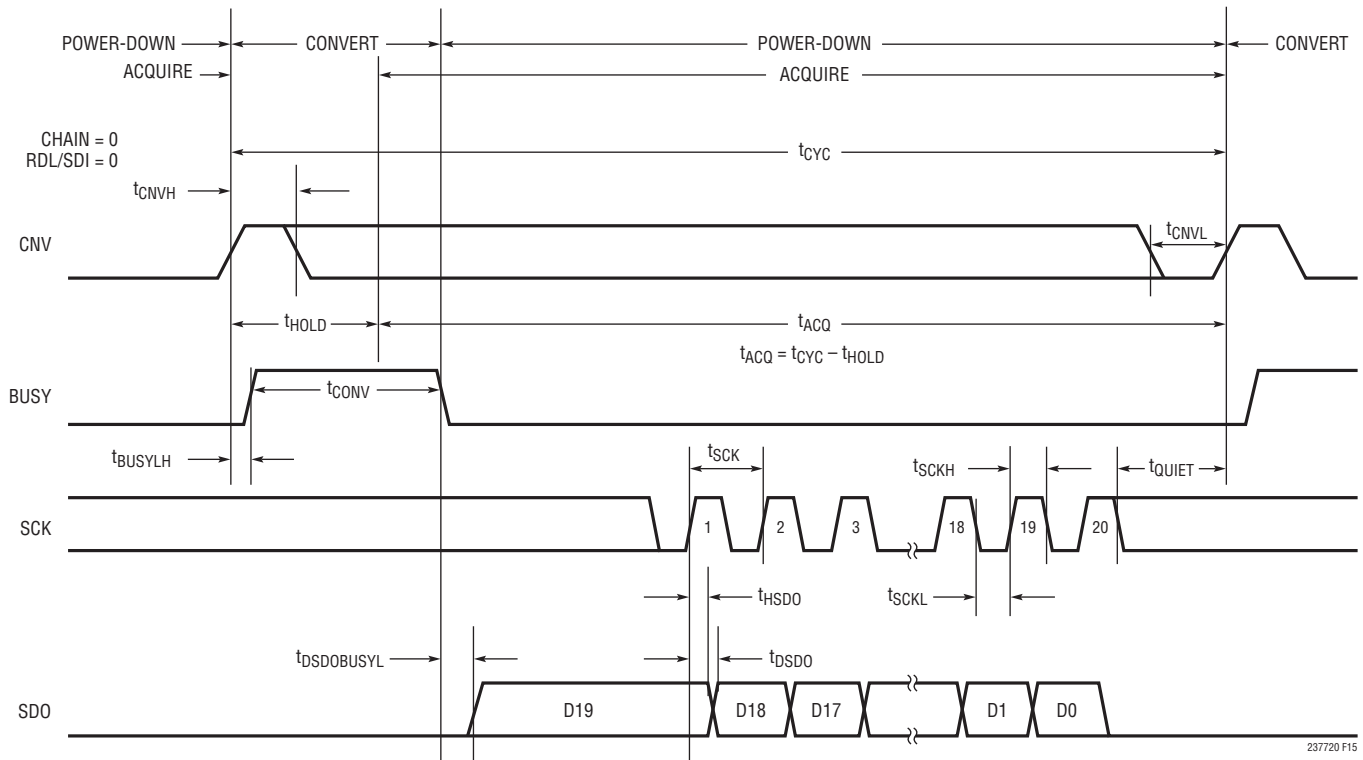 POWER-DOWN CONVERT POWER-DOWN CONVERT
ACQUIRE ACQUIRE
CHAIN = 0
RDL/SDI = 0
tCYC
tCNVH
CNV
tCNVL
tHOLD tACQ
tACQ = tCYC – tHOLD
BUSY
tCONV
tBUSYLH
tSCK tSCKH tQUIET
SCK
1 2 3 18 19 20
tHSDO tSCKL
tDSDOBUSYL tDSDO
SDO
D19 D18 D17 D1 D0
237720 F15